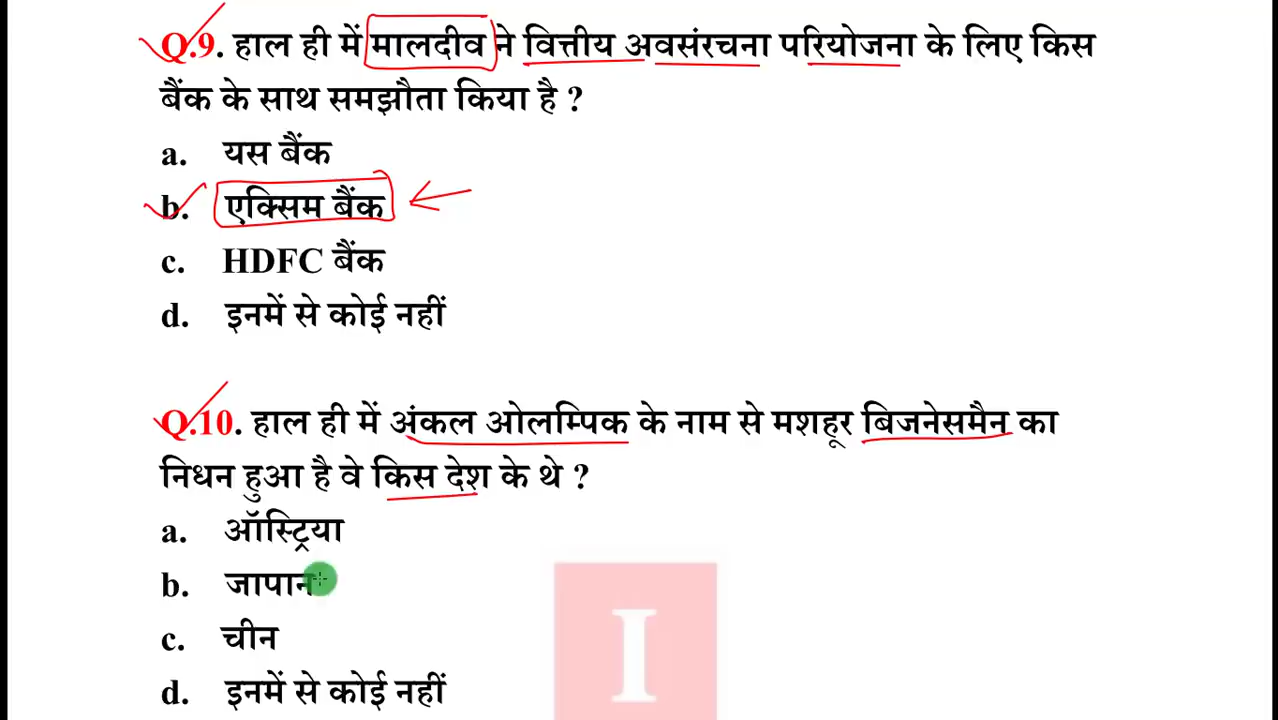 Q.9. हाल ही में मालदीव ने वित्तीय अवसंरचना परियोजना के लिए किस
बैंक के साथ समझौता किया है ?
a. यस बैंक
b. एक्सिम बैंक
c. HDFC बैंक
d. इनमें से कोई नहीं
Q.10. हाल ही में अंकल ओलम्पिक के नाम से मशहूर बिजनेसमैन का
निधन हुआ है वे किस देश के थे ?
a. ऑस्ट्रिया
b. जापान
c. चीन
d. इनमें से कोई नहीं
I